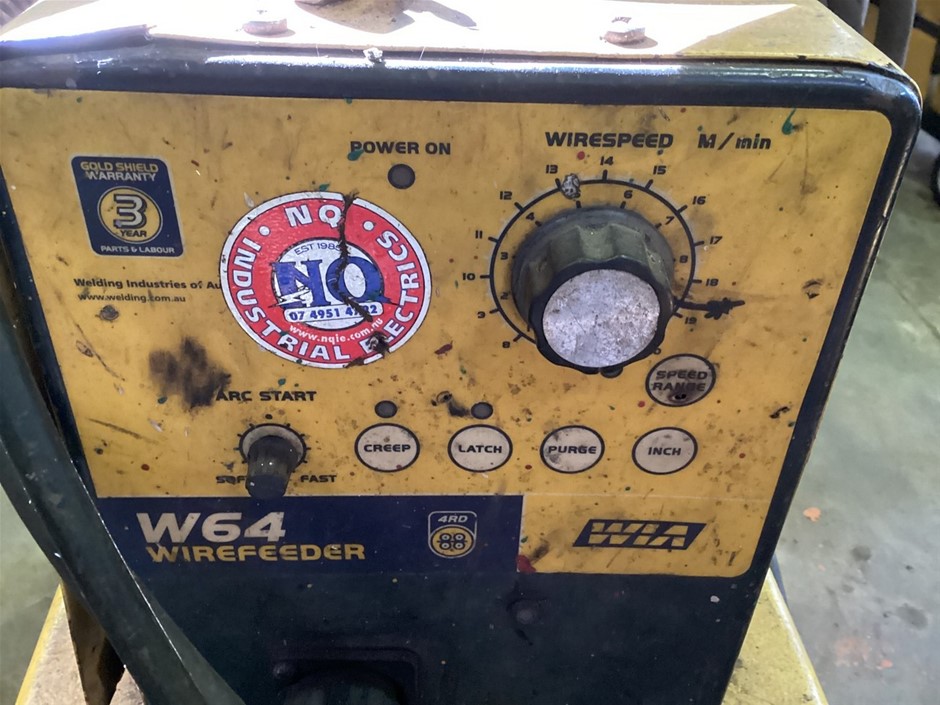 POWER ON
WIRESPEED M/min
GOLD SHIELD
WARRANTY
3
YEAR
PARTS & LABOUR
Welding Industries of Au
www.welding.com.au
NQ
INDUSTRIAL ELECTRICS
EST 198
NQ
07 4951
www.nqie.com.au
8
10
11
12
13
14
15
16
17
18
19
2
3
4
6
7
8
9
SPEED
RANGE
ARC START
SOFT FAST
CREEP
LATCH
PURGE
INCH
W64
WIREFEEDER
4RD
WIA